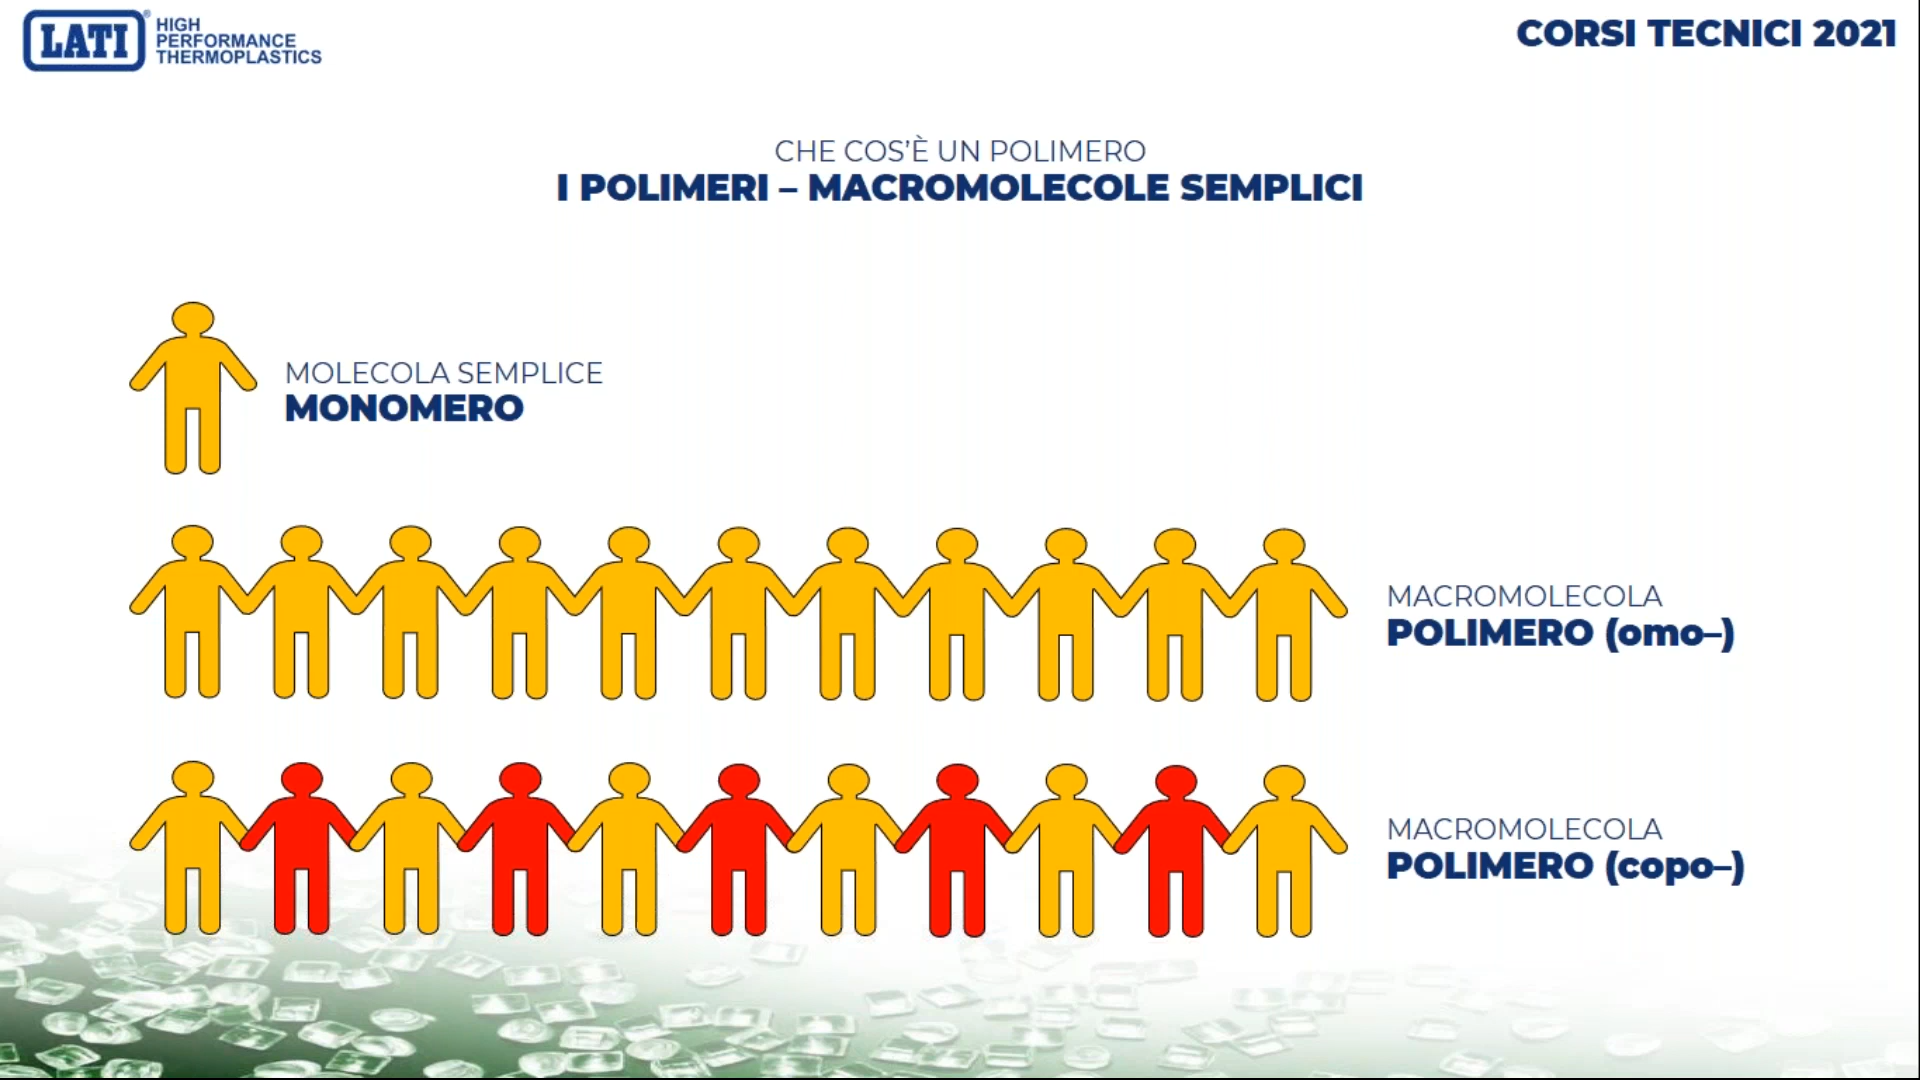 LATI® HIGH
PERFORMANCE
THERMOPLASTICS
CORSI TECNICI 2021
CHE COS'È UN POLIMERO
I POLIMERI – MACROMOLECOLE SEMPLICI
MOLECOLA SEMPLICE
MONOMERO
MACROMOLECOLA
POLIMERO (omo–)
MACROMOLECOLA
POLIMERO (copo–)